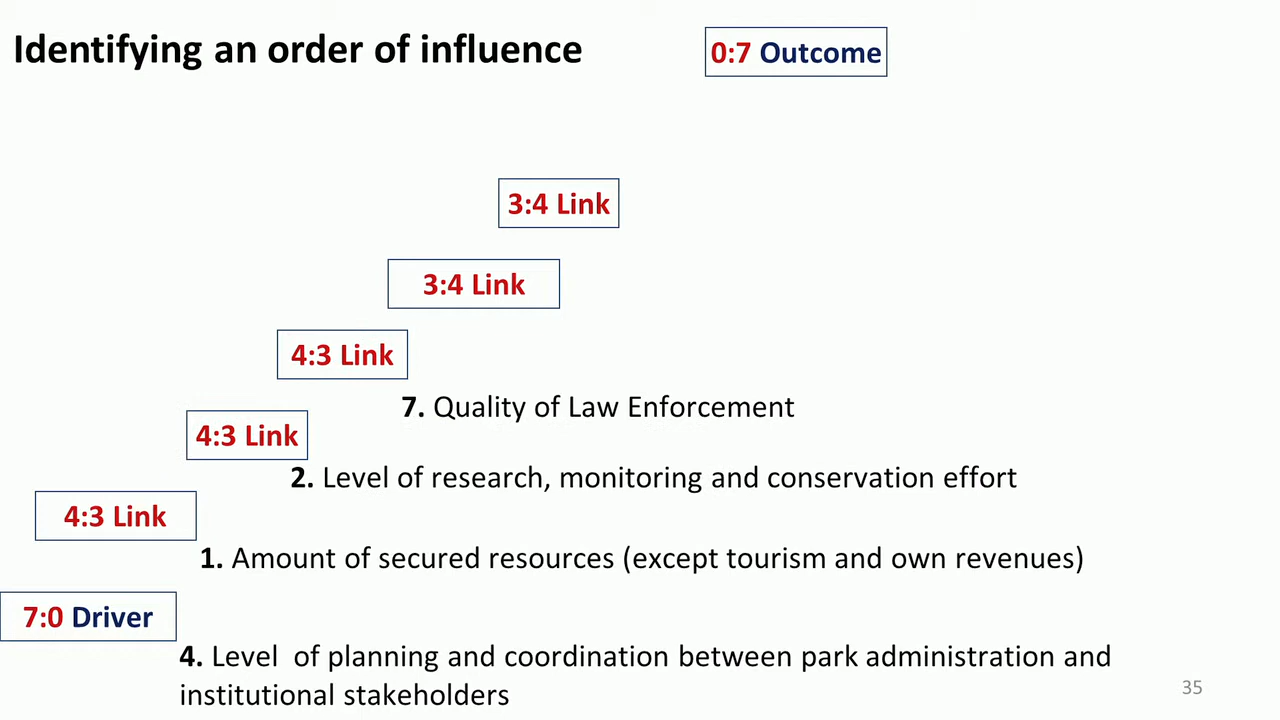 Identifying an order of influence
0:7 Outcome
3:4 Link
3:4 Link
4:3 Link
7. Quality of Law Enforcement
4:3 Link
2. Level of research, monitoring and conservation effort
4:3 Link
1. Amount of secured resources (except tourism and own revenues)
7:0 Driver
4. Level of planning and coordination between park administration and
institutional stakeholders
35